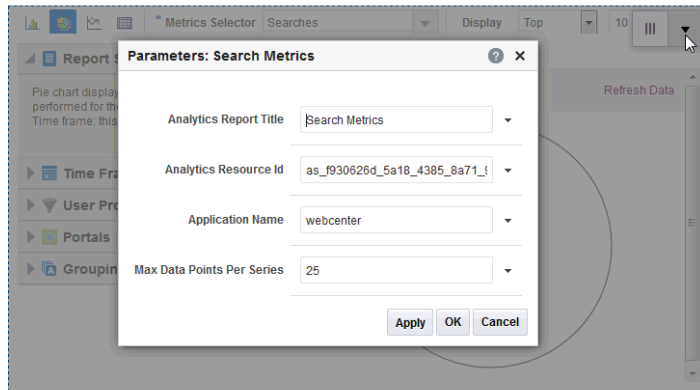 * Metrics Selector Searches Display Top 10
Report
Parameters: Search Metrics
Pie chart display
performed for the
Time frame: this
Refresh Data
Analytics Report Title Search Metrics
Analytics Resource Id as_f930626d_5a18_4385_8a71_9
Time Fra
User Pro
Application Name webcenter
Portals
Groupin
Max Data Points Per Series 25
Apply OK Cancel